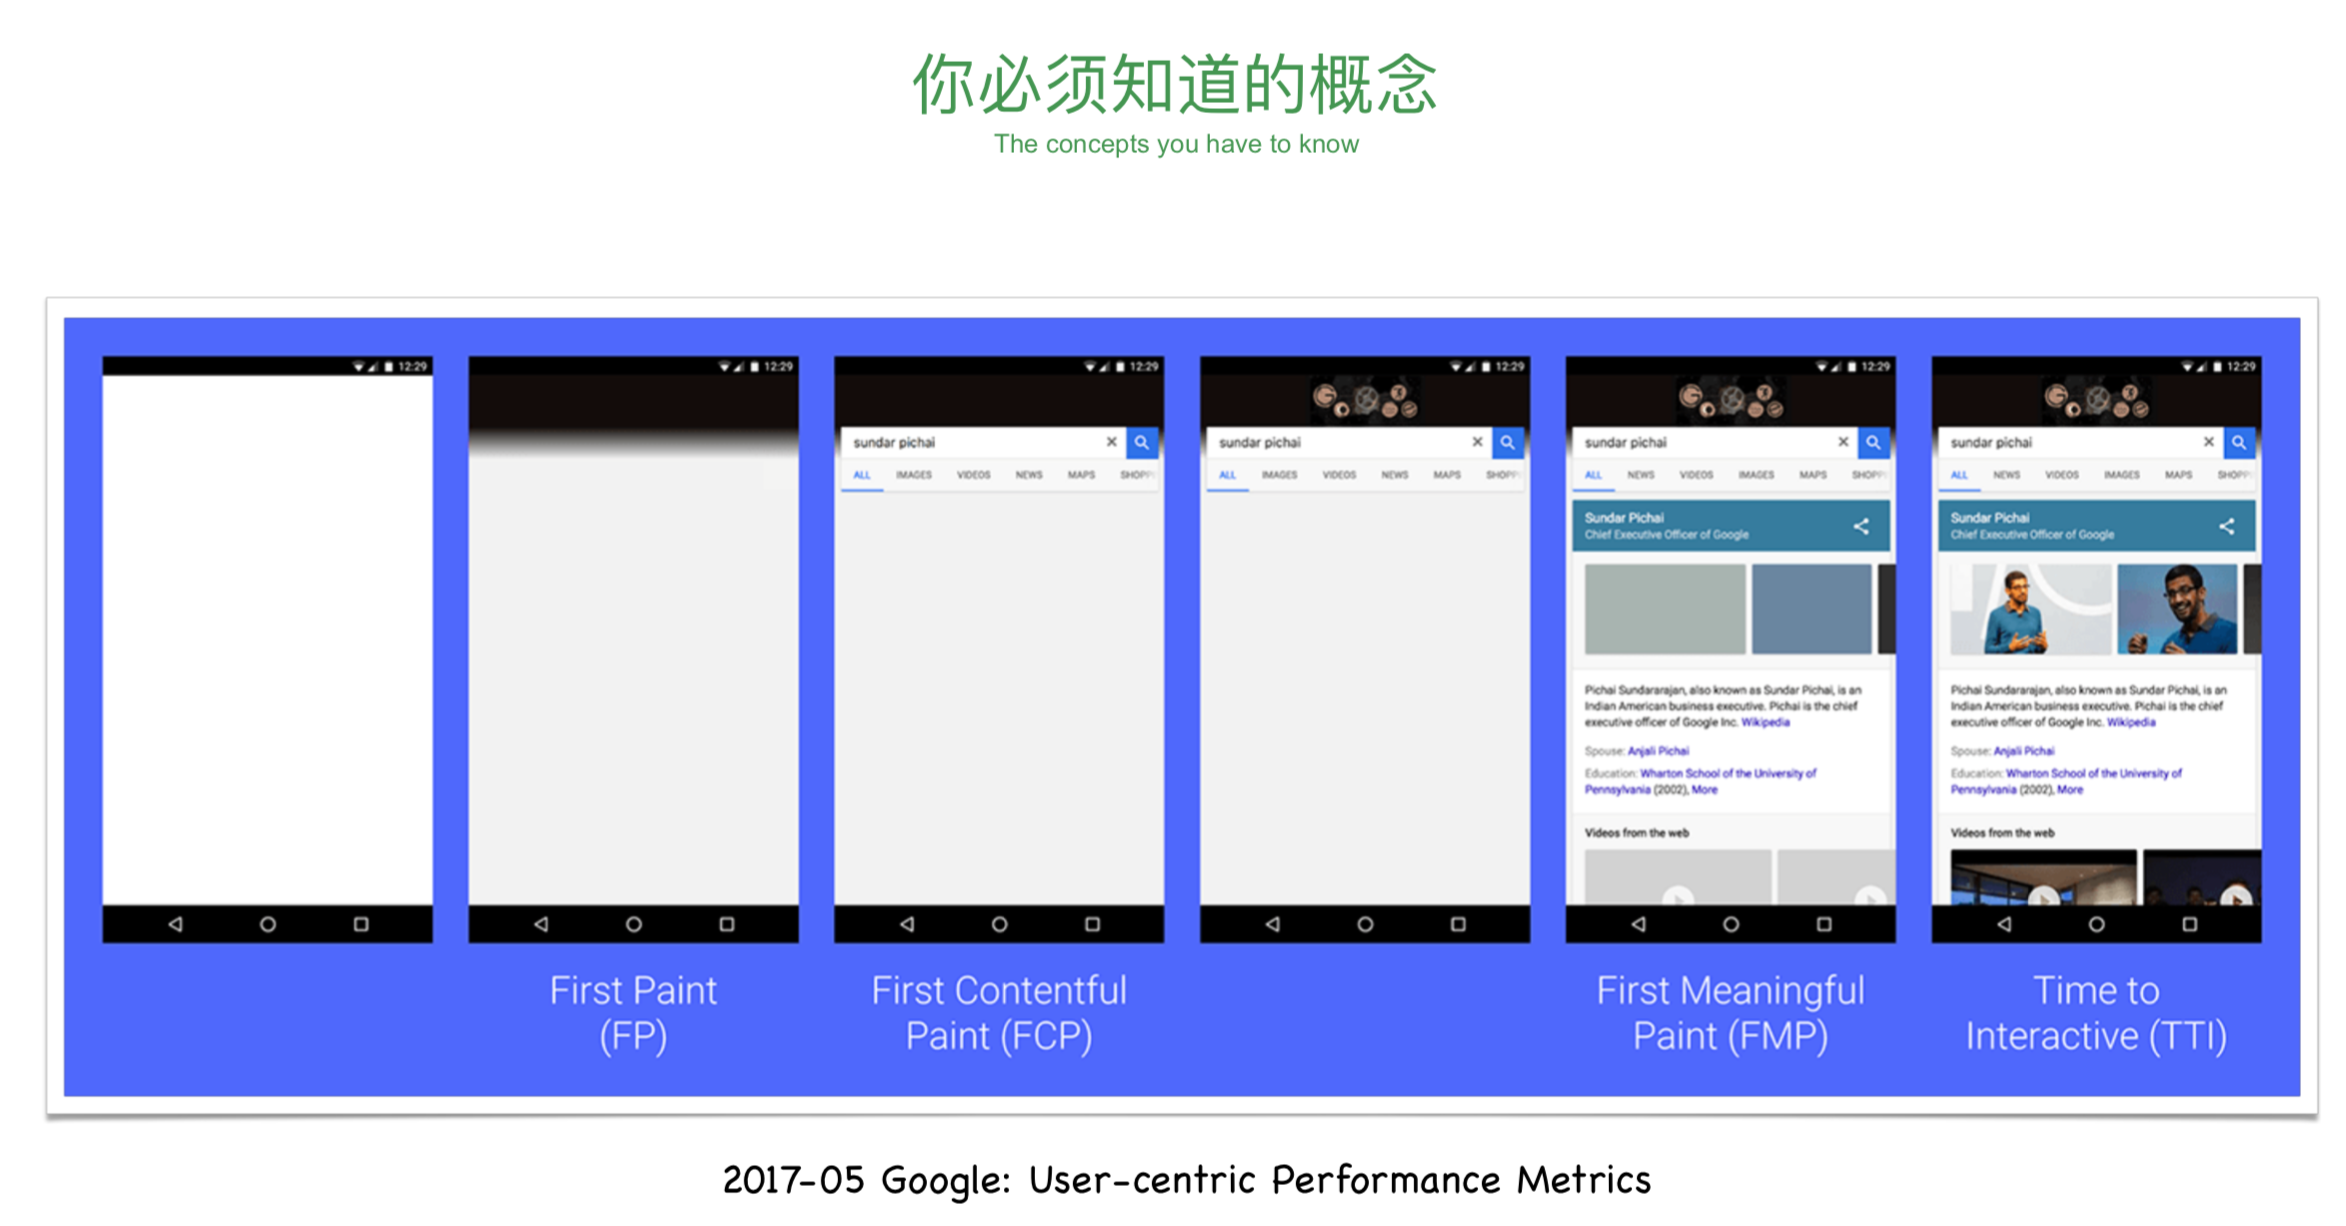 你必须知道的概念
The concepts you have to know
12:29
12:29
First Paint
(FP)
12:29
sundar pichai
ALL IMAGES VIDEOS NEWS MAPS SHOPP
First Contentful
Paint (FCP)
12:29
sundar pichai
ALL IMAGES VIDEOS NEWS MAPS SHOPP
12:29
sundar pichai
ALL NEWS VIDEOS IMAGES MAPS SHOPP
Sundar Pichai
Chief Executive Officer of Google
Pichai Sundararajan, also known as Sundar Pichai, is an
Indian American business executive. Pichai is the chief
executive officer of Google Inc. Wikipedia
Spouse: Anjali Pichai
Education: Wharton School of the University of
Pennsylvania (2002), More
Videos from the web
First Meaningful
Paint (FMP)
12:29
sundar pichai
ALL NEWS VIDEOS IMAGES MAPS SHOPP
Sundar Pichai
Chief Executive Officer of Google
Pichai Sundararajan, also known as Sundar Pichai, is an
Indian American business executive. Pichai is the chief
executive officer of Google Inc. Wikipedia
Spouse: Anjali Pichai
Education: Wharton School of the University of
Pennsylvania (2002), More
Videos from the web
Time to
Interactive (TTI)
2017-05 Google: User-centric Performance Metrics